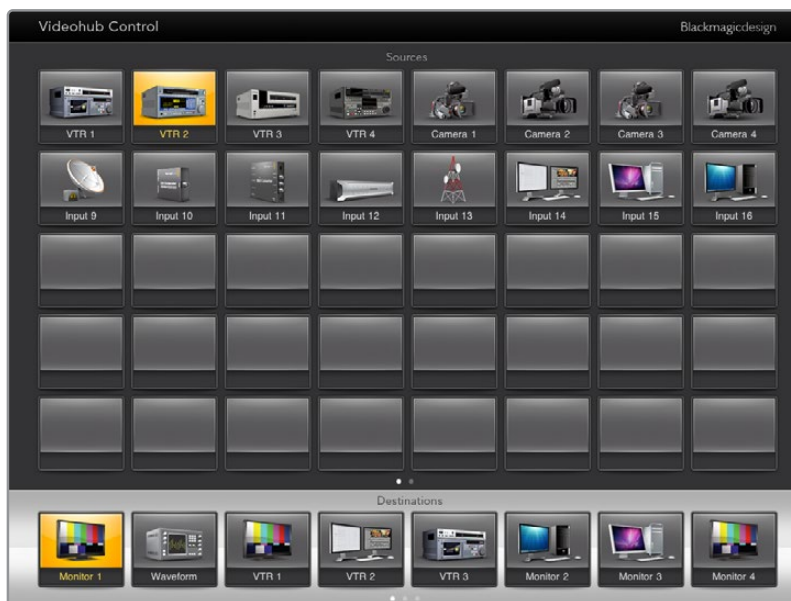 Videohub Control
Blackmagicdesign
Sources
VTR 1
VTR 2
VTR 3
VTR 4
Camera 1
Camera 2
Camera 3
Camera 4
Input 9
Input 10
Input 11
Input 12
Input 13
Input 14
Input 15
Input 16
Destinations
Monitor 1
Waveform
VTR 1
VTR 2
VTR 3
Monitor 2
Monitor 3
Monitor 4